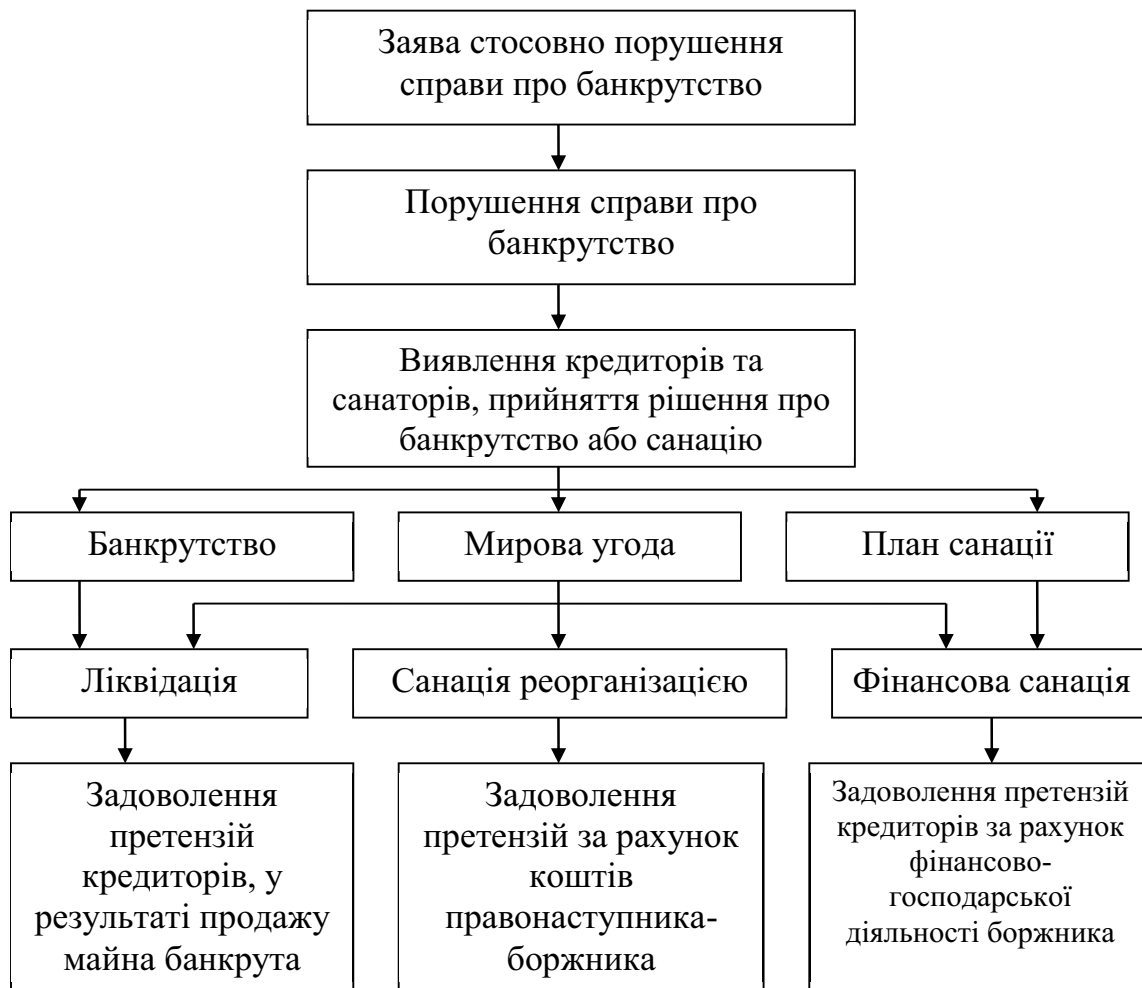 Заява стосовно порушення
справи про банкрутство
Порушення справи про
банкрутство
Виявлення кредиторів та
санаторів, прийняття рішення про
банкрутство або санацію
Банкрутство
Мирова угода
План санації
Ліквідація
Санація реорганізацією
Фінансова санація
Задоволення
претензій
кредиторів, у
результаті продажу
майна банкрута
Задоволення
претензій за рахунок
коштів
правонаступника-
боржника
Задоволення претензій
кредиторів за рахунок
фінансово-
господарської
діяльності боржника